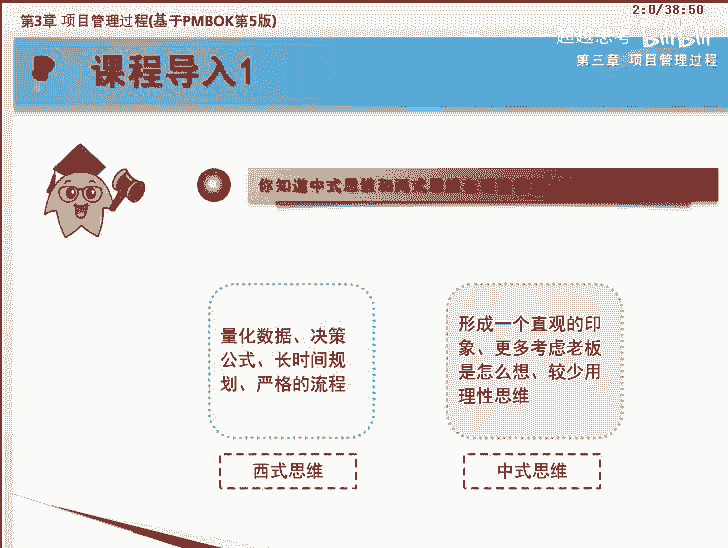 2:0/38:50
第3章 项目管理过程(基于PMBOK第5版)
bilibili
第三章 项目管理过程
课程导入1
你知道中式思维和西式思维
量化数据、决策
公式、长时间规
划、严格的流程
形成一个直观的印
象、更多考虑老板
是怎么想、较少用
理性思维
西式思维
中式思维